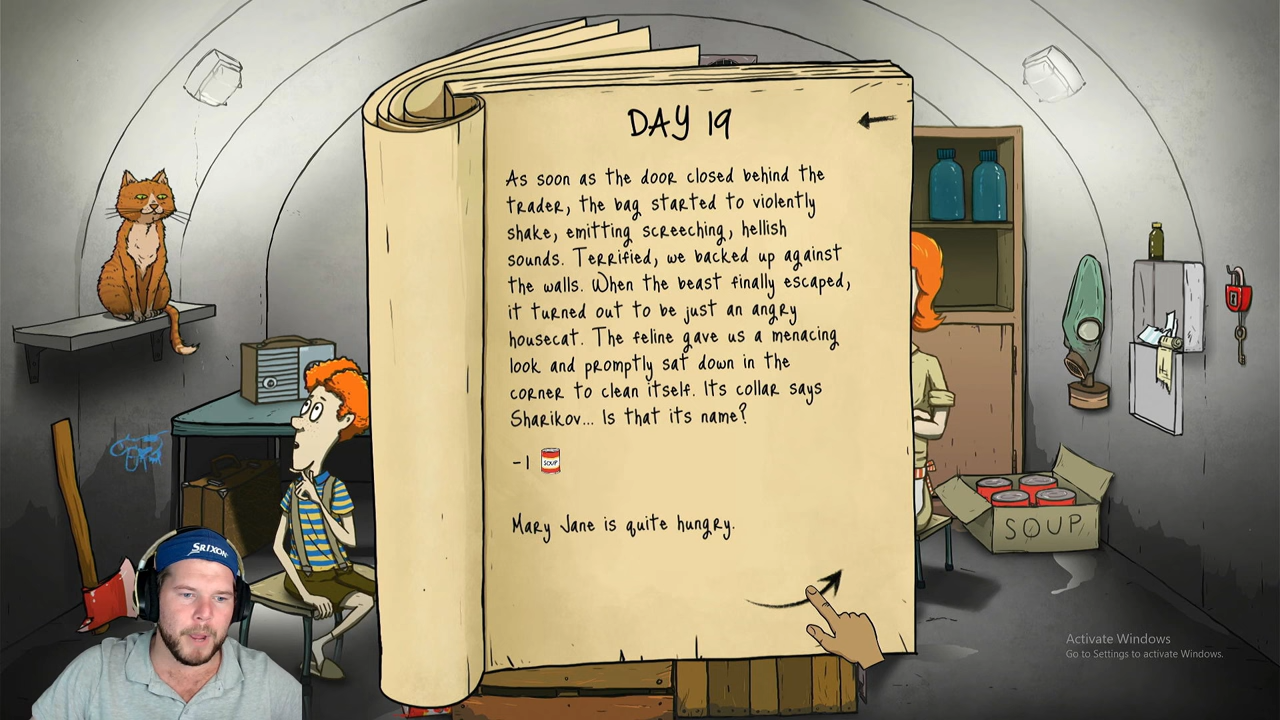 DAY 19
As soon as the door closed behind the
trader, the bag started to violently
shake, emitting screeching, hellish
sounds. Terrified, we backed up against
the walls. When the beast finally escaped,
it turned out to be just an angry
housecat. The feline gave us a menacing
look and promptly sat down in the
corner to clean itself. Its collar says
Sharikov... Is that its name?
-1 SOUP
Mary Jane is quite hungry.
SRIXON
SOUP
Activate Windows
Go to Settings to activate Windows.